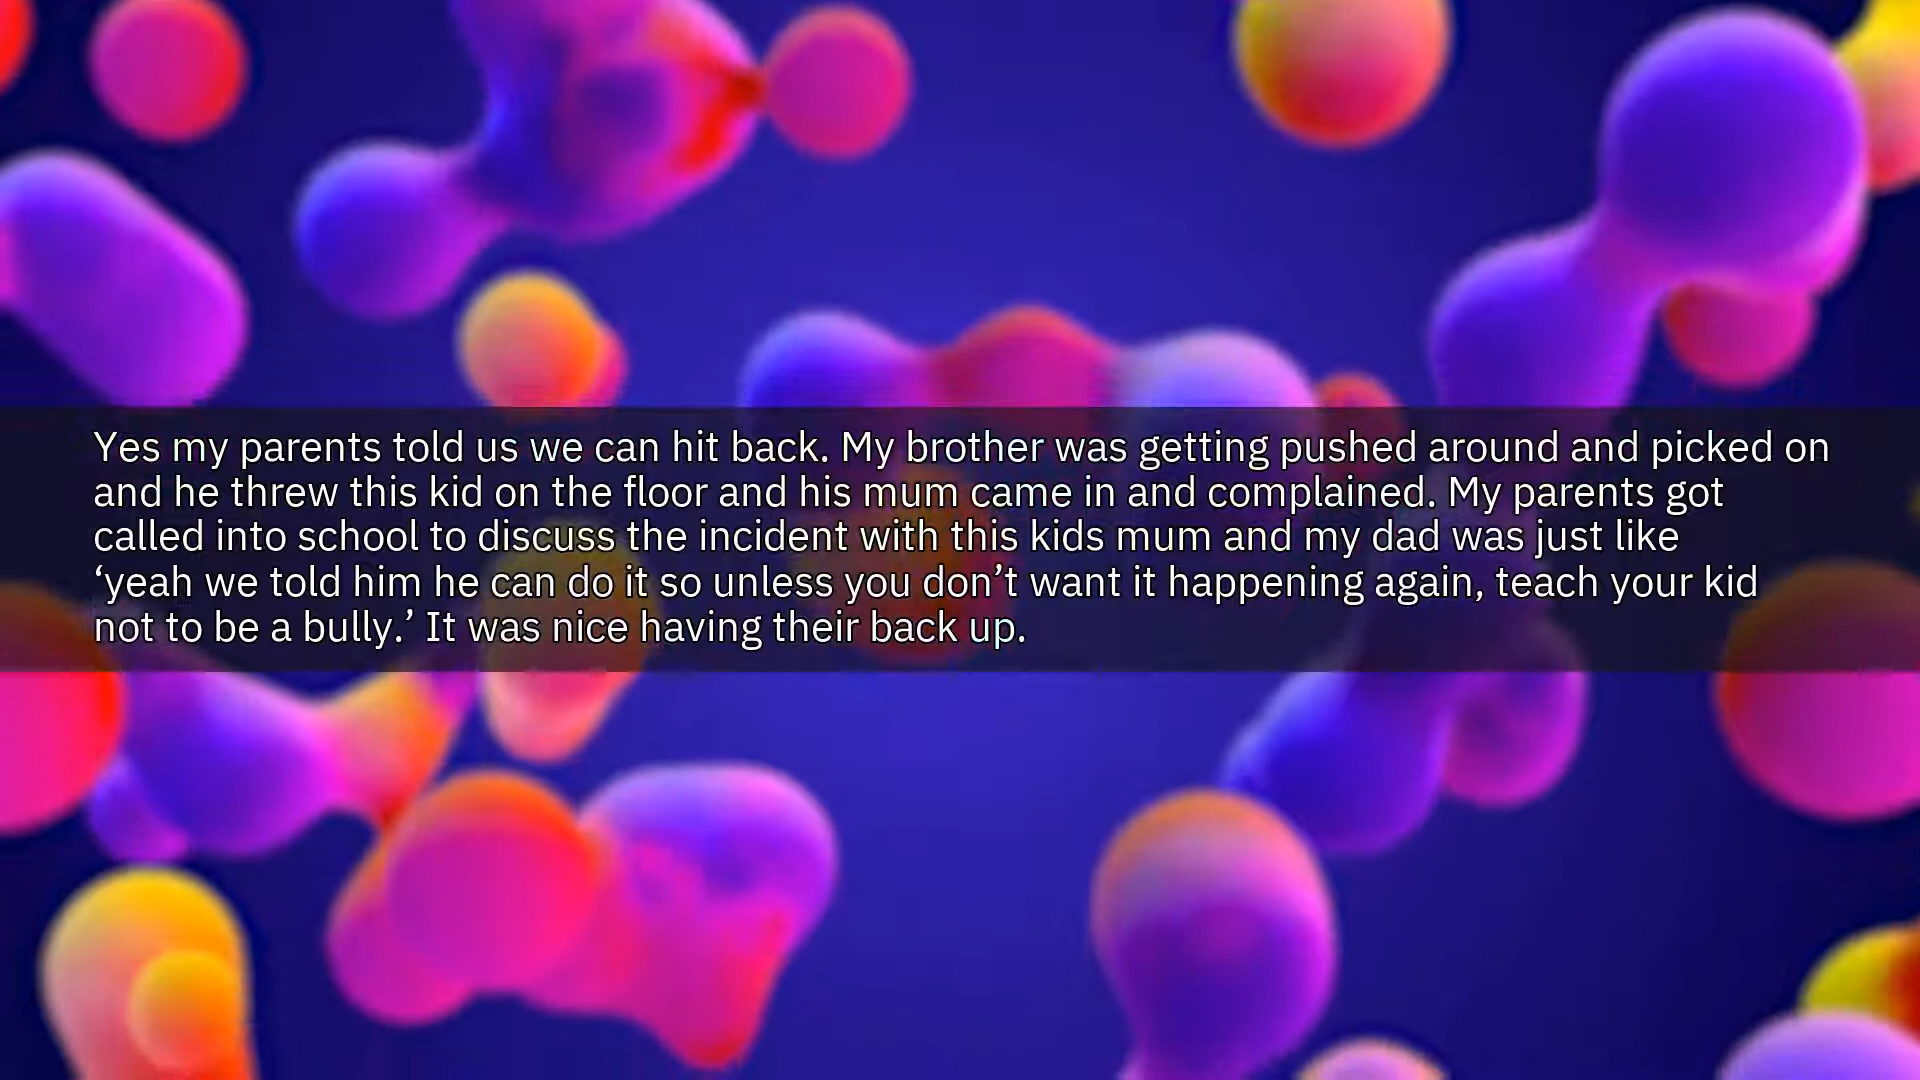 Yes my parents told us we can hit back. My brother was getting pushed around and picked on
and he threw this kid on the floor and his mum came in and complained. My parents got
called into school to discuss the incident with this kids mum and my dad was just like
‘yeah we told him he can do it so unless you don’t want it happening again, teach your kid
not to be a bully.’ It was nice having their back up.